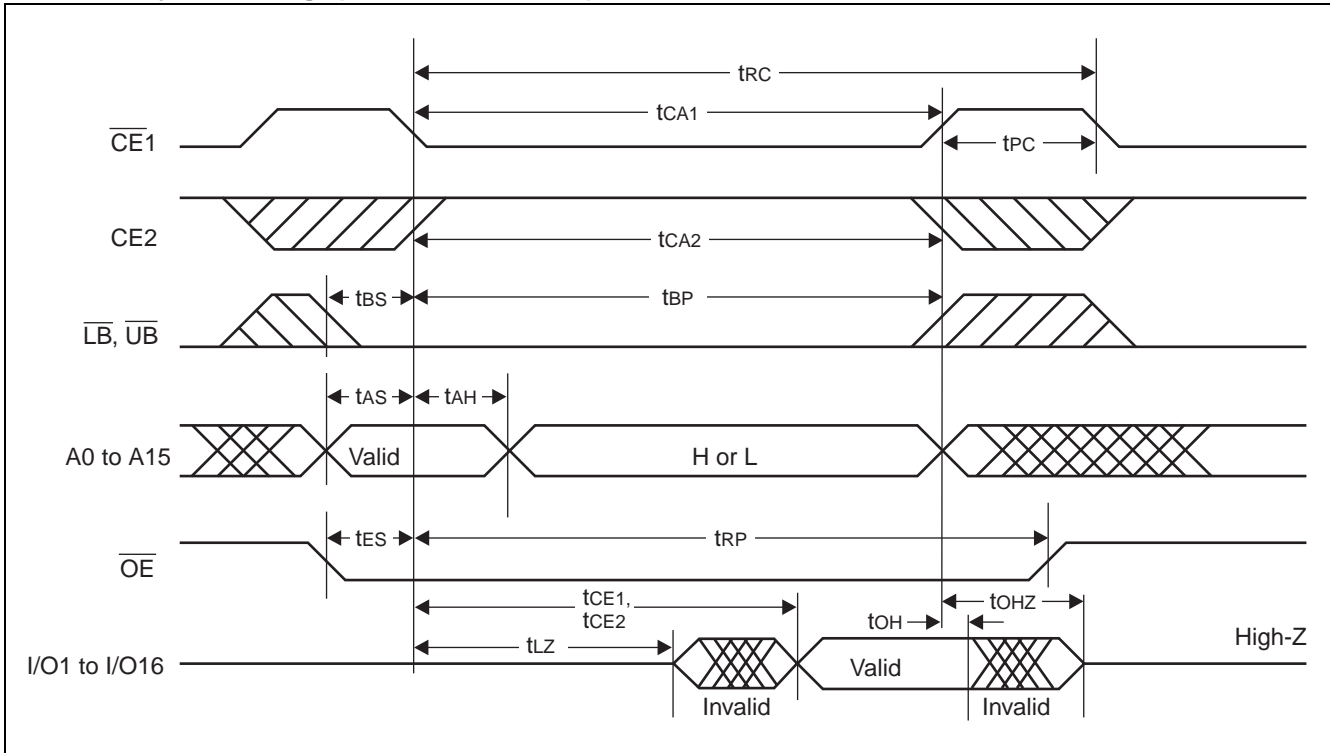 tRC
tCA1
CE1
tPC
CE2
tCA2
tBS
tBP
LB, UB
tAS
tAH
A0 to A15
Valid
H or L
tES
tRP
OE
tCE1,
tCE2
tOHZ
tOH
tLZ
High-Z
I/O1 to I/O16
Valid
Invalid
Invalid